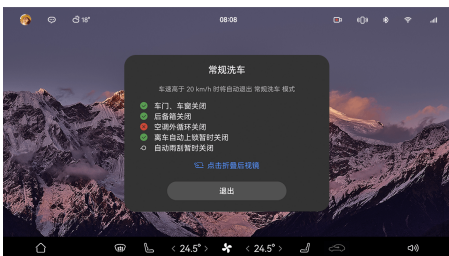 18°
08:08
常规洗车
车速高于 20 km/h 时将自动退出 常规洗车 模式
车门、车窗关闭
后备箱关闭
空调外循环关闭
离车自动上锁暂时关闭
自动雨刮暂时关闭
点击折叠后视镜
退出
< 24.5° >
< 24.5° >